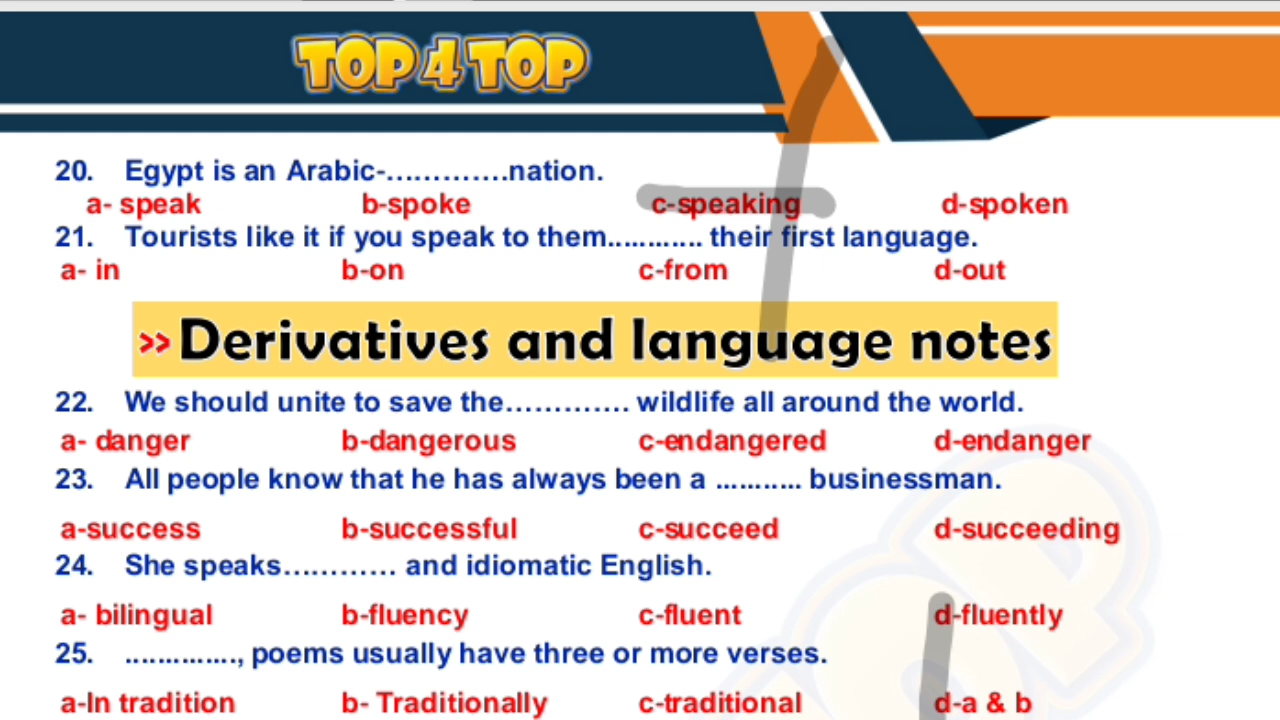 TOP 4 TOP
20. Egypt is an Arabic-………….nation.
a- speak b-spoke c-speaking d-spoken
21. Tourists like it if you speak to them............ their first language.
a- in b-on c-from d-out
» Derivatives and language notes
22. We should unite to save the…………. wildlife all around the world.
a- danger b-dangerous c-endangered d-endanger
23. All people know that he has always been a ........... businessman.
a-success b-successful c-succeed d-succeeding
24. She speaks………… and idiomatic English.
a- bilingual b-fluency c-fluent d-fluently
25. .............., poems usually have three or more verses.
a-In tradition b- Traditionally c-traditional d-a & b